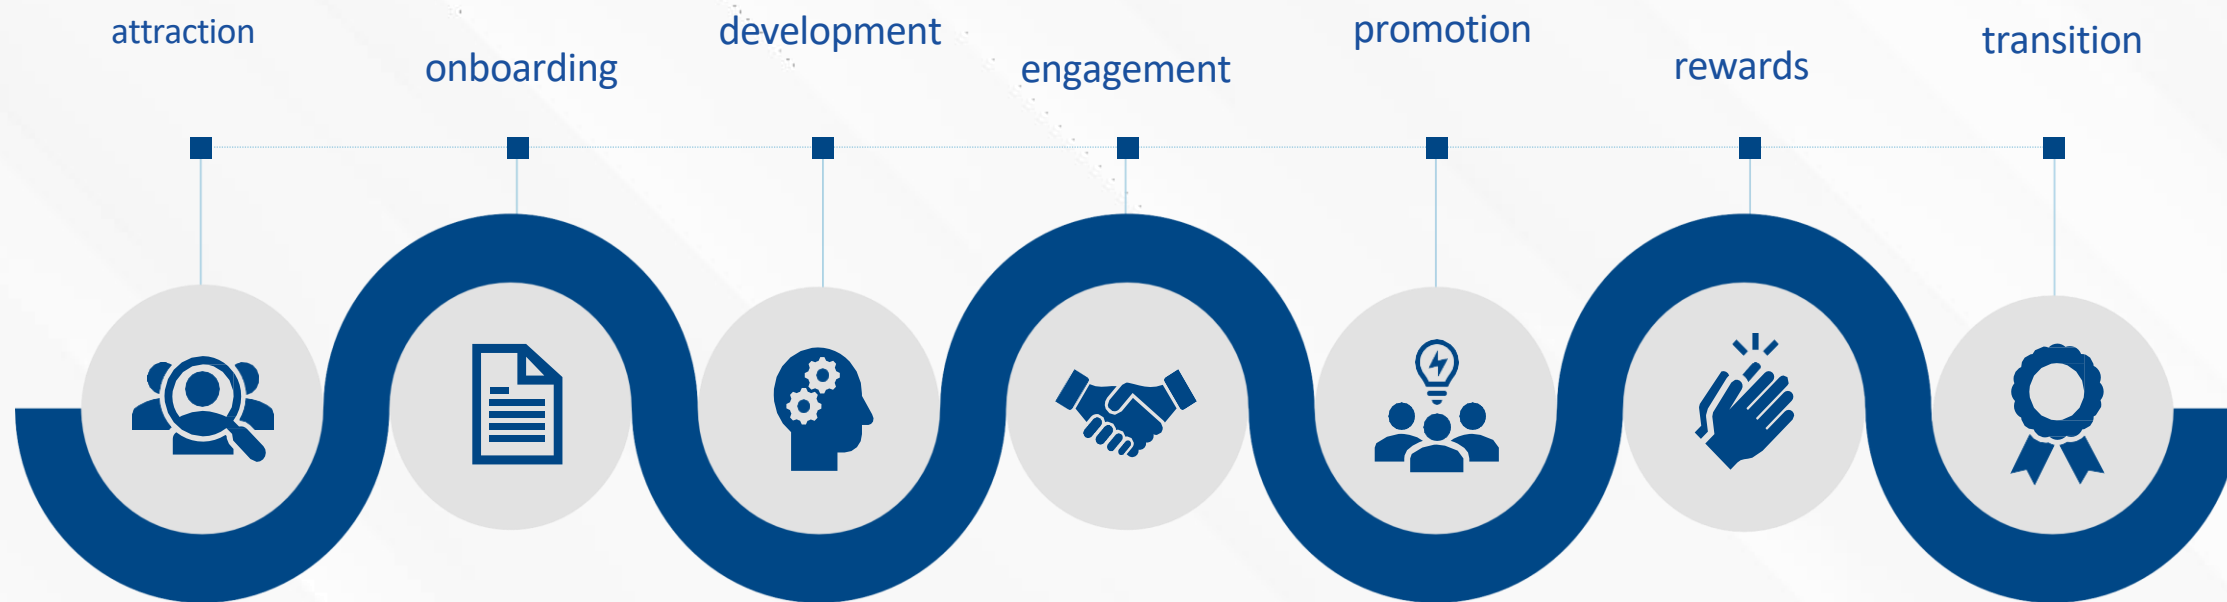 attraction
onboarding
development
engagement
promotion
rewards
transition